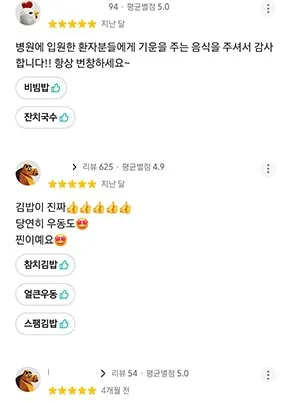 94 · 평균별점 5.0
지난 달
병원에 입원한 환자분들에게 기운을 주는 음식을 주셔서 감사
합니다!! 항상 번창하세요~
비빔밥
잔치국수
리뷰 625 · 평균별점 4.9
지난 달
김밥이 진짜👍👍👍👍👍
당연히 우동도😍
찐이예요😍
참치김밥
얼큰우동
스팸김밥
리뷰 54 · 평균별점 5.0
4개월 전